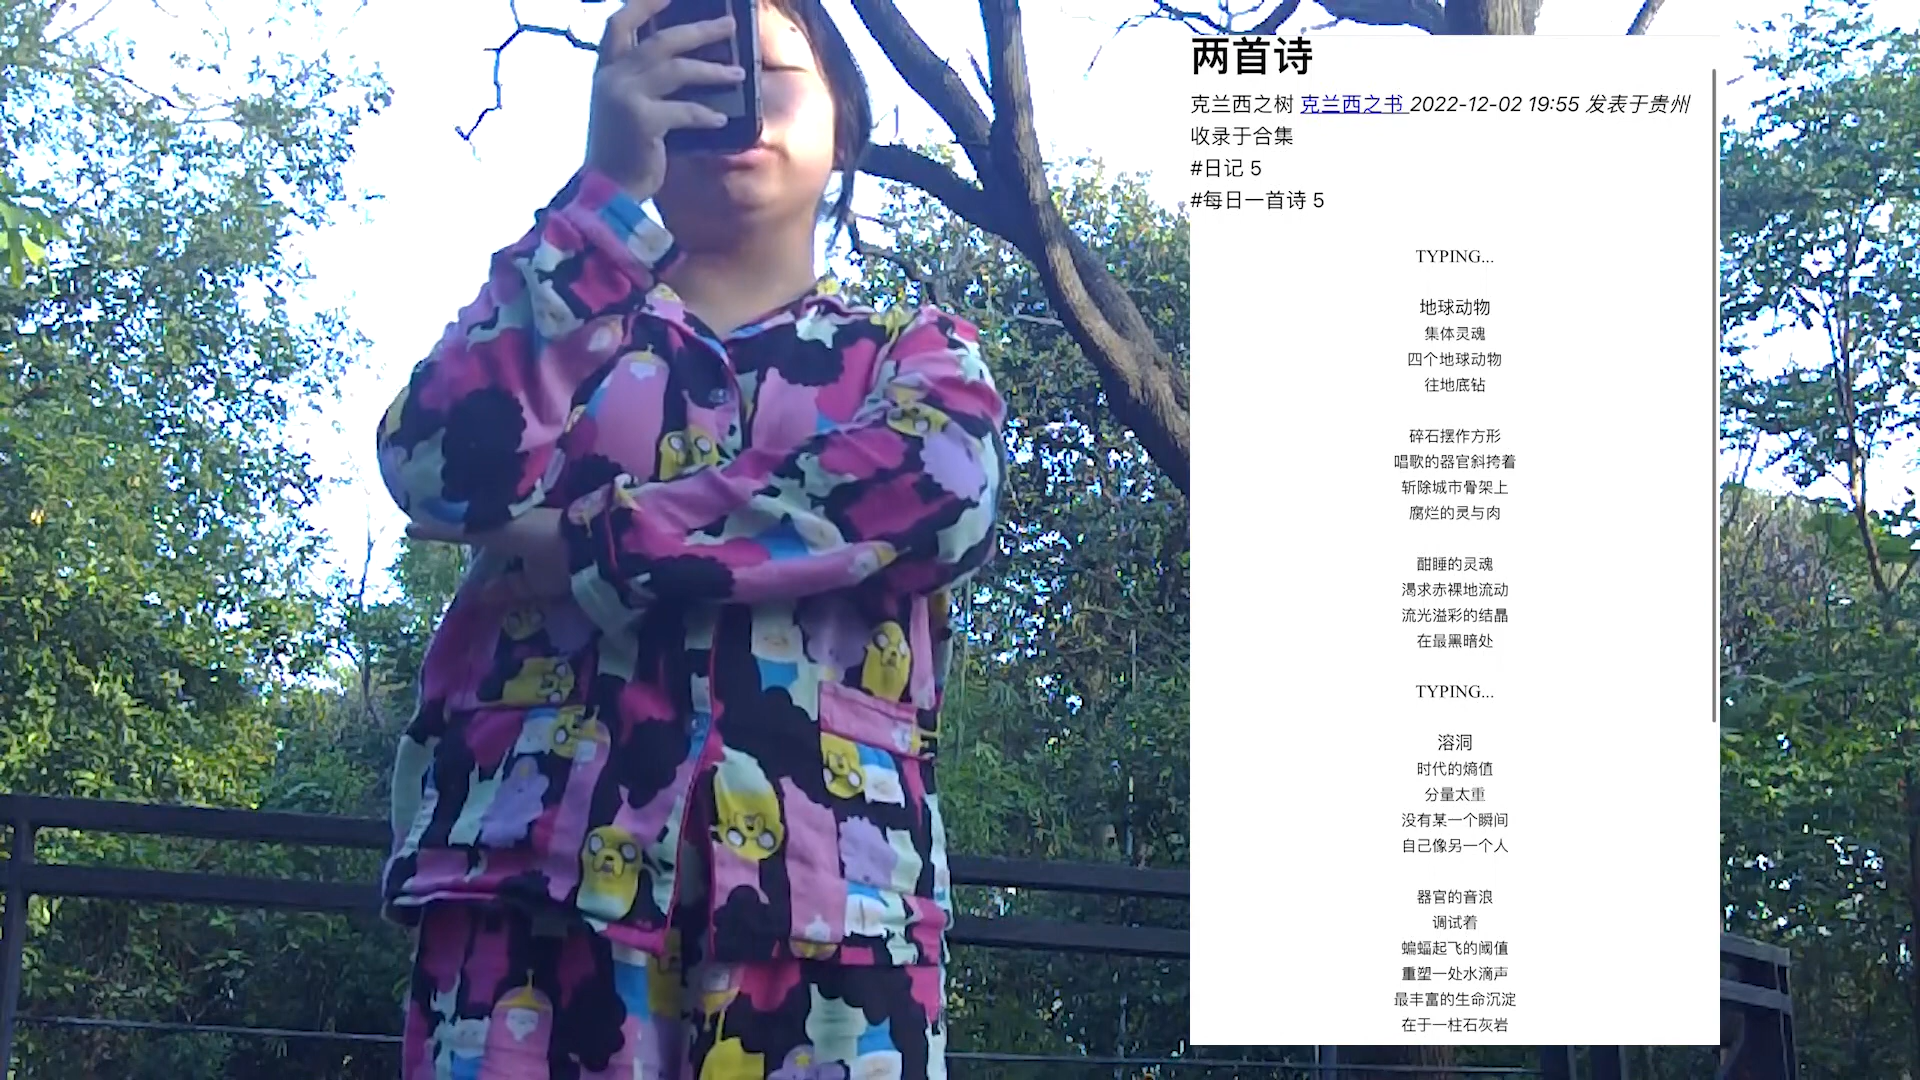 两首诗
克兰西之树 克兰西之书 2022-12-02 19:55 发表于贵州
收录于合集
#日记 5
#每日一首诗 5
TYPING...
地球动物
集体灵魂
四个地球动物
往地底钻
碎石摆作方形
唱歌的器官斜挎着
斩除城市骨架上
腐烂的灵与肉
酣睡的灵魂
渴求赤裸地流动
流光溢彩的结晶
在最黑暗处
TYPING...
溶洞
时代的熵值
分量太重
没有某一个瞬间
自己像另一个人
器官的音浪
调试着
蝙蝠起飞的阈值
重塑一处水滴声
最丰富的生命沉淀
在于一柱石灰岩